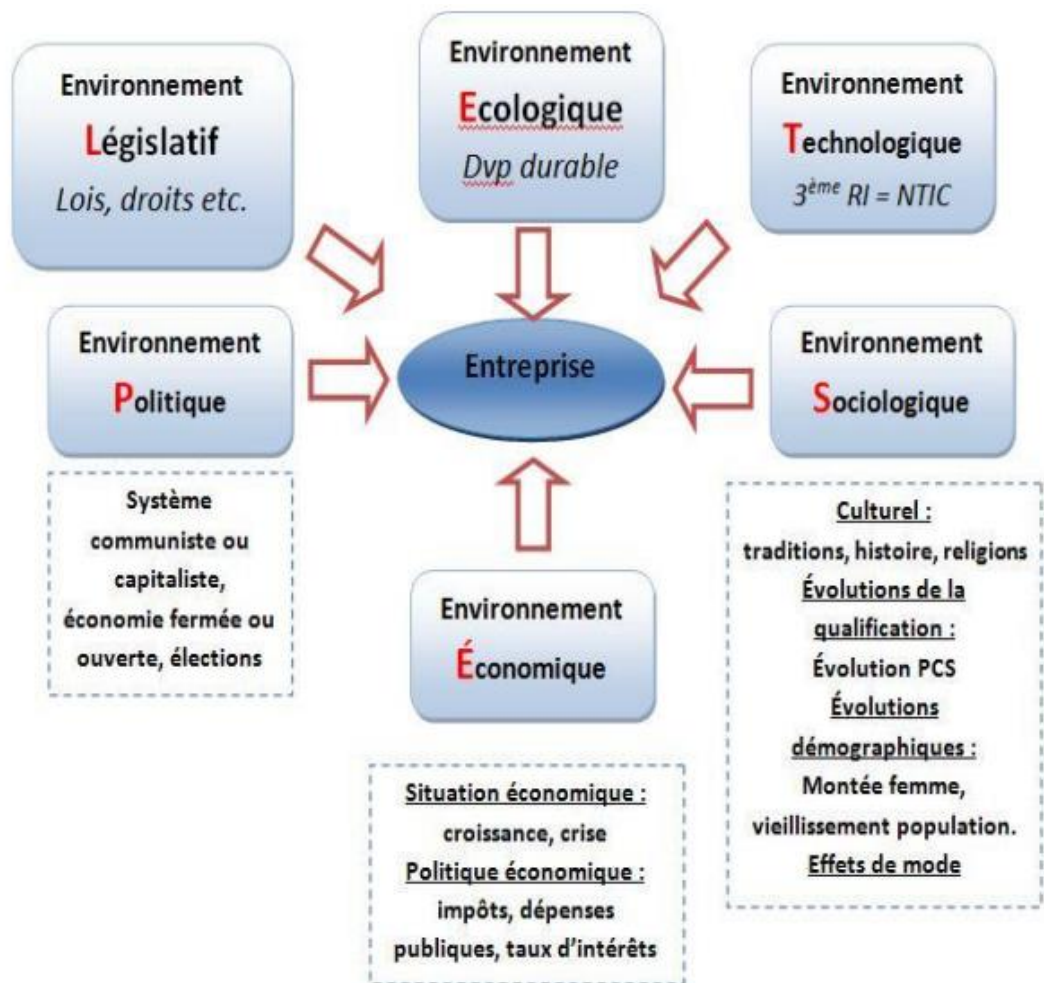 Environnement
Législatif
Lois, droits etc.
Environnement
Ecologique
Dvp durable
Environnement
Technologique
3ème RI = NTIC
Environnement
Politique
Entreprise
Environnement
Sociologique
Système
communiste ou
capitaliste,
économie fermée ou
ouverte, élections
Environnement
Économique
Culturel :
traditions, histoire, religions
Évolutions de la
qualification :
Évolution PCS
Évolutions
démographiques :
Montée femme,
vieillissement population.
Effets de mode
Situation économique :
croissance, crise
Politique économique :
impôts, dépenses
publiques, taux d’intérêts